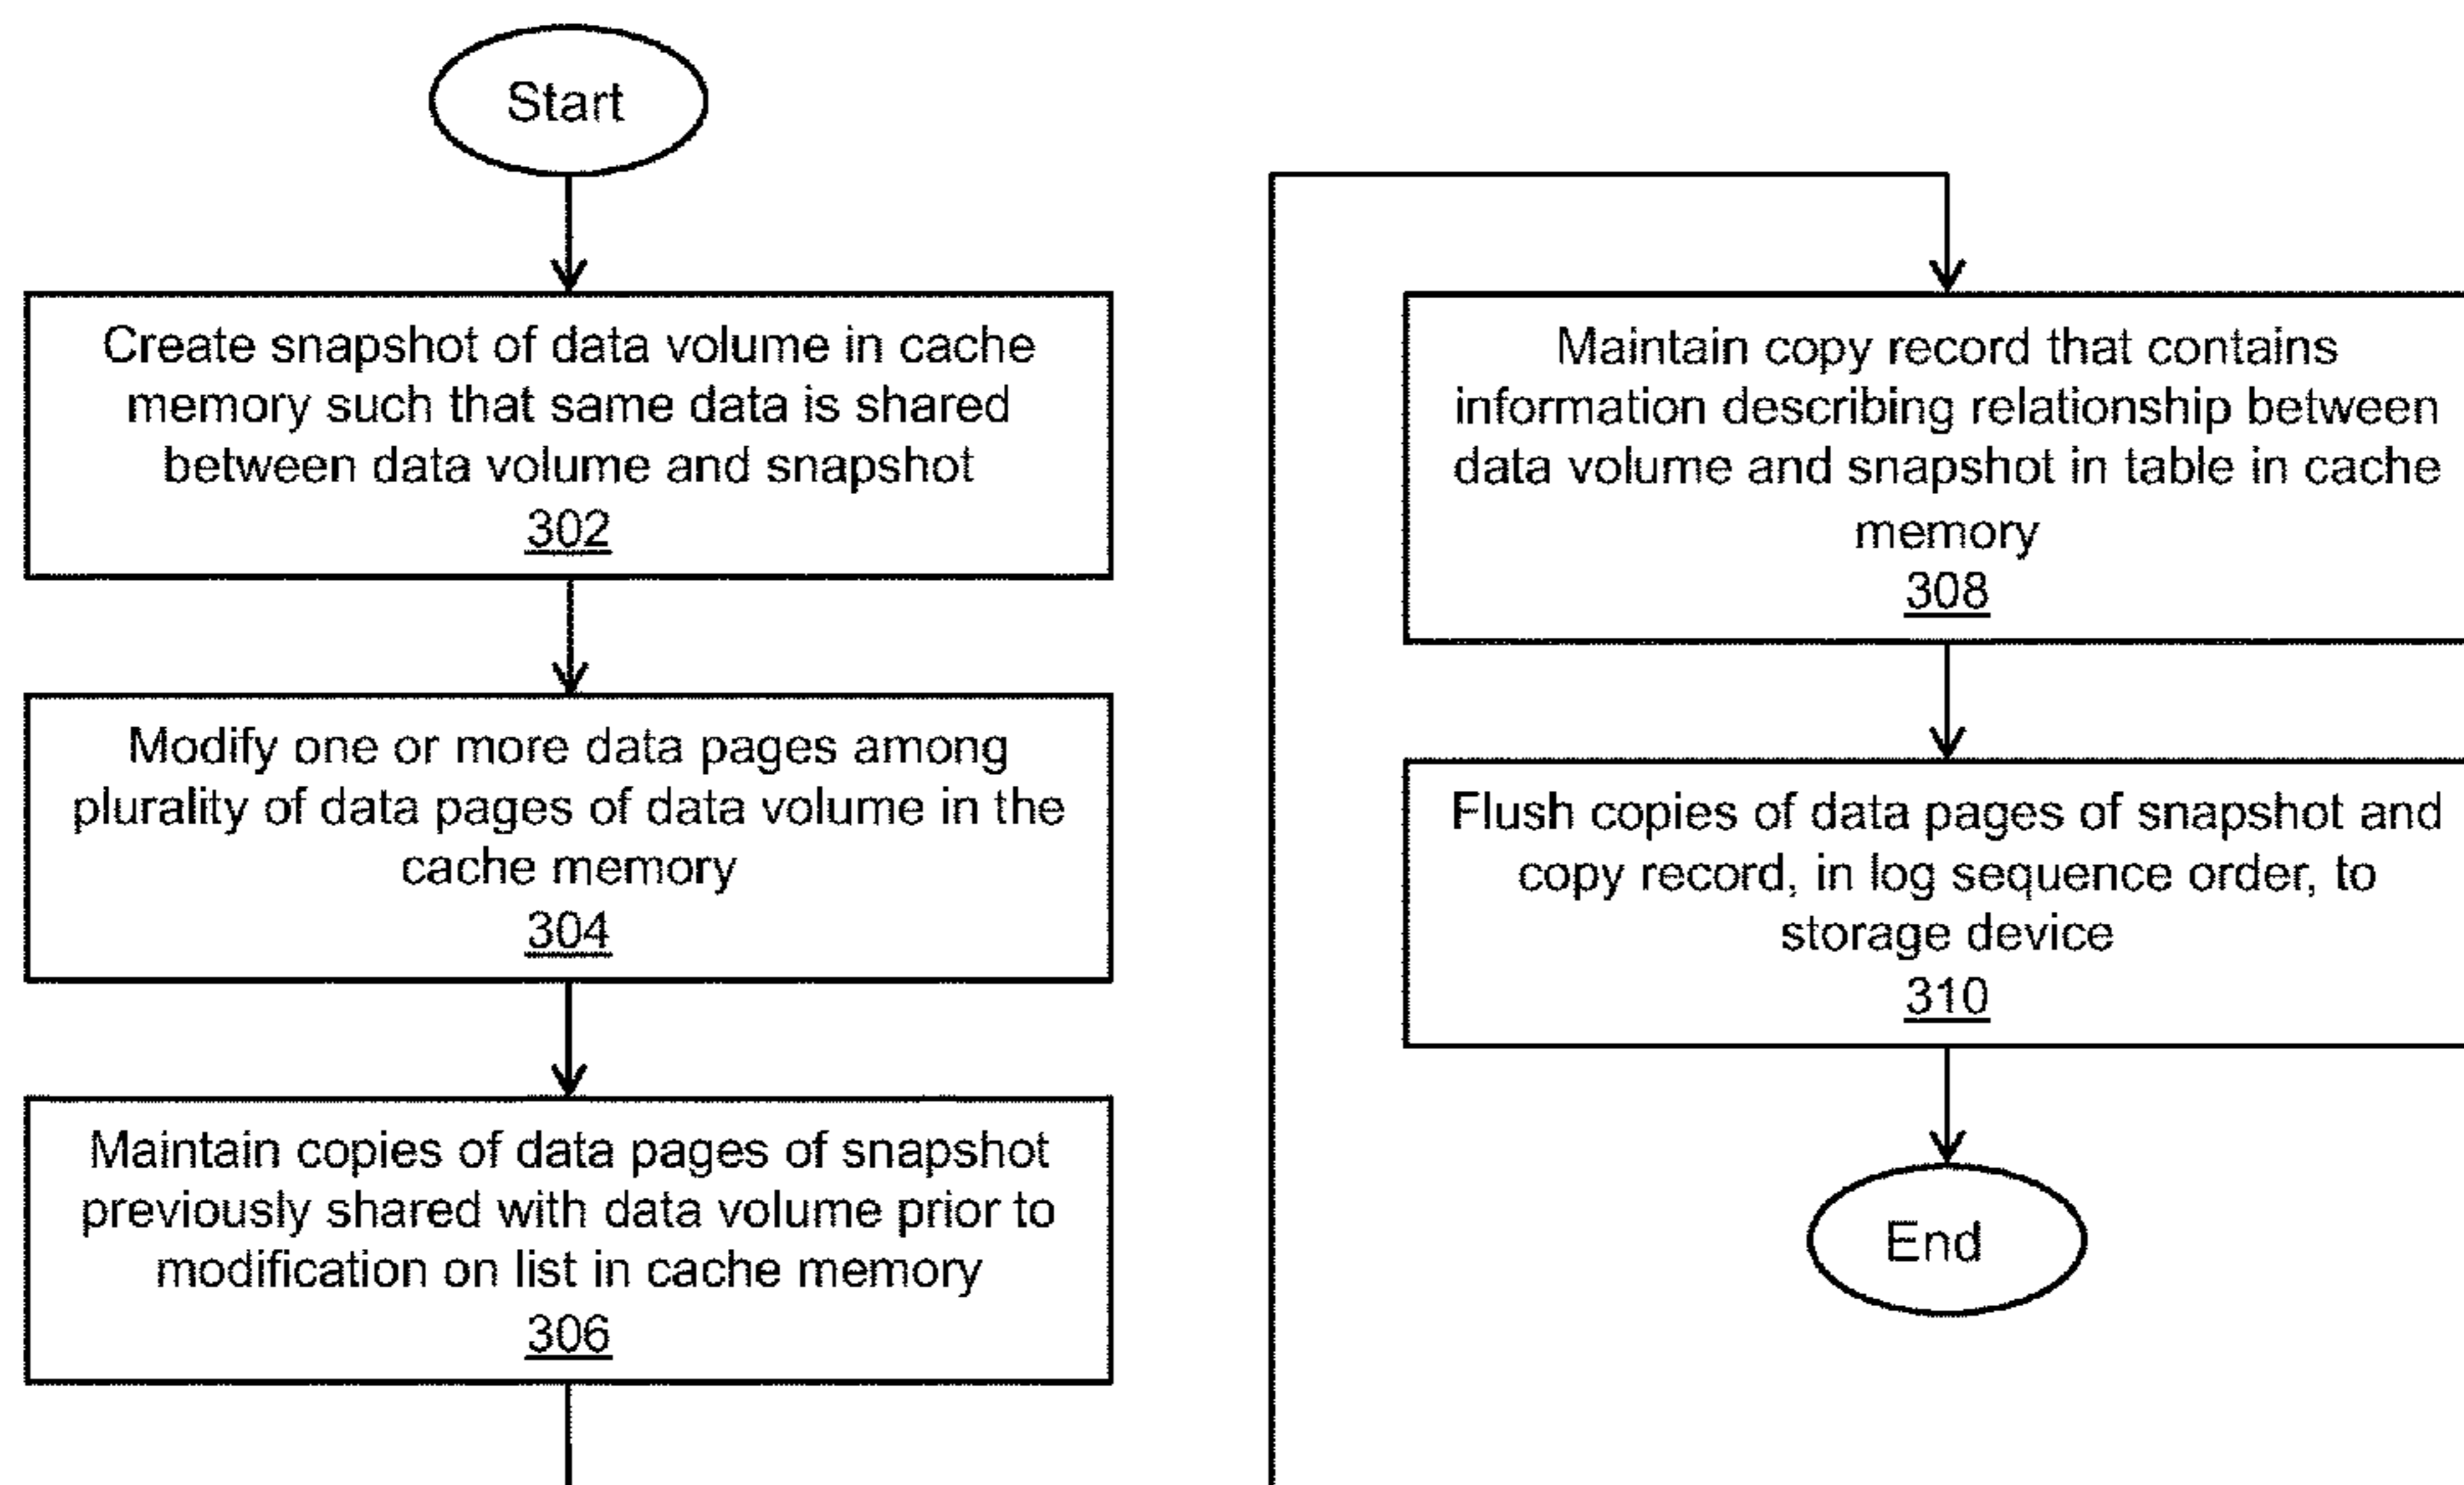 Start
Create snapshot of data volume in cache
memory such that same data is shared
between data volume and snapshot
302
Modify one or more data pages among
plurality of data pages of data volume in the
cache memory
304
Maintain copies of data pages of snapshot
previously shared with data volume prior to
modification on list in cache memory
306
Maintain copy record that contains
information describing relationship between
data volume and snapshot in table in cache
memory
308
Flush copies of data pages of snapshot and
copy record, in log sequence order, to
storage device
310
End